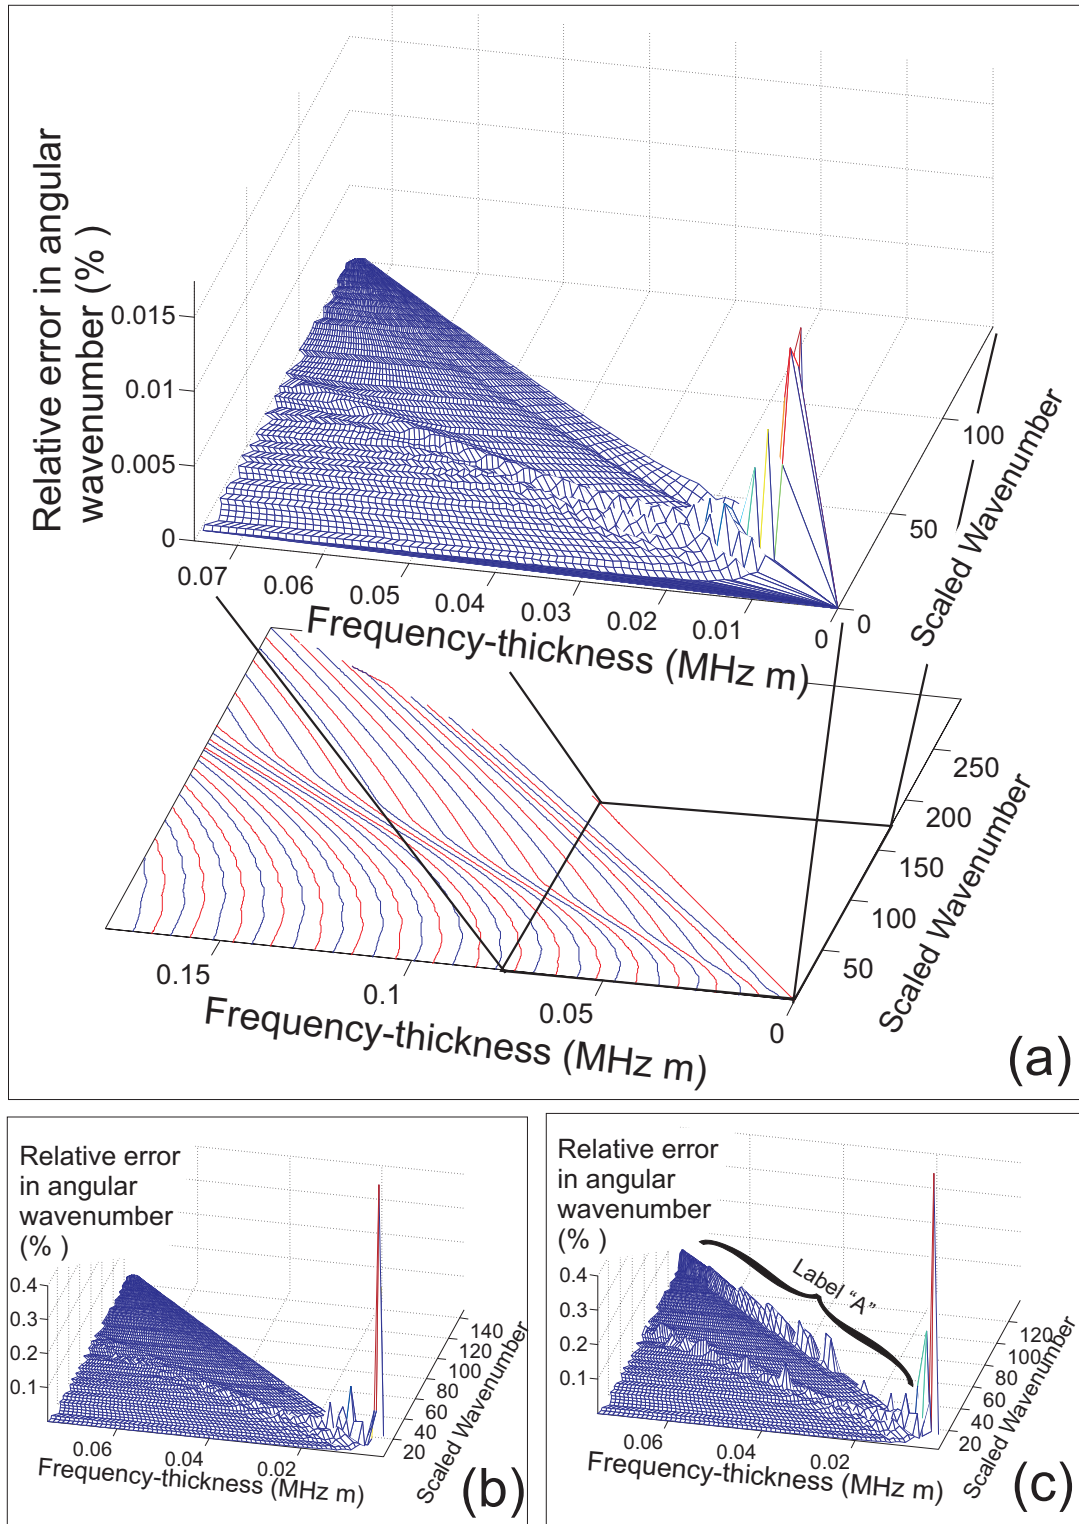 Relative error in angular
wavenumber (% )
0.015
0.01
0.005
0
0.07
0.06
0.05
0.04
0.03
0.02
0.01
0
Frequency-thickness (MHz m)
0
50
100
Scaled Wavenumber
0.15
0.1
0.05
0
Frequency-thickness (MHz m)
50
100
150
200
250
Scaled Wavenumber
(a)
Relative error
in angular
wavenumber
(% )
0.4
0.3
0.2
0.1
0.06
0.04
0.02
Frequency-thickness (MHz m)
20
40
60
80
100
120
140
Scaled Wavenumber
(b)
Relative error
in angular
wavenumber
(% )
0.4
0.3
0.2
0.1
Label “A”
0.06
0.04
0.02
Frequency-thickness (MHz m)
20
40
60
80
100
120
Scaled Wavenumber
(c)